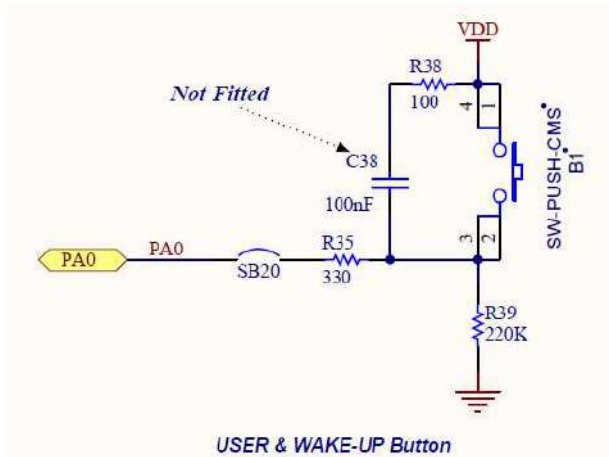 VDD
R38
100
Not Fitted
4
1
C38
100nF
SW-PUSH-CMS
B1
3
2
PA0
PA0
SB20
R35
330
R39
220K
USER & WAKE-UP Button